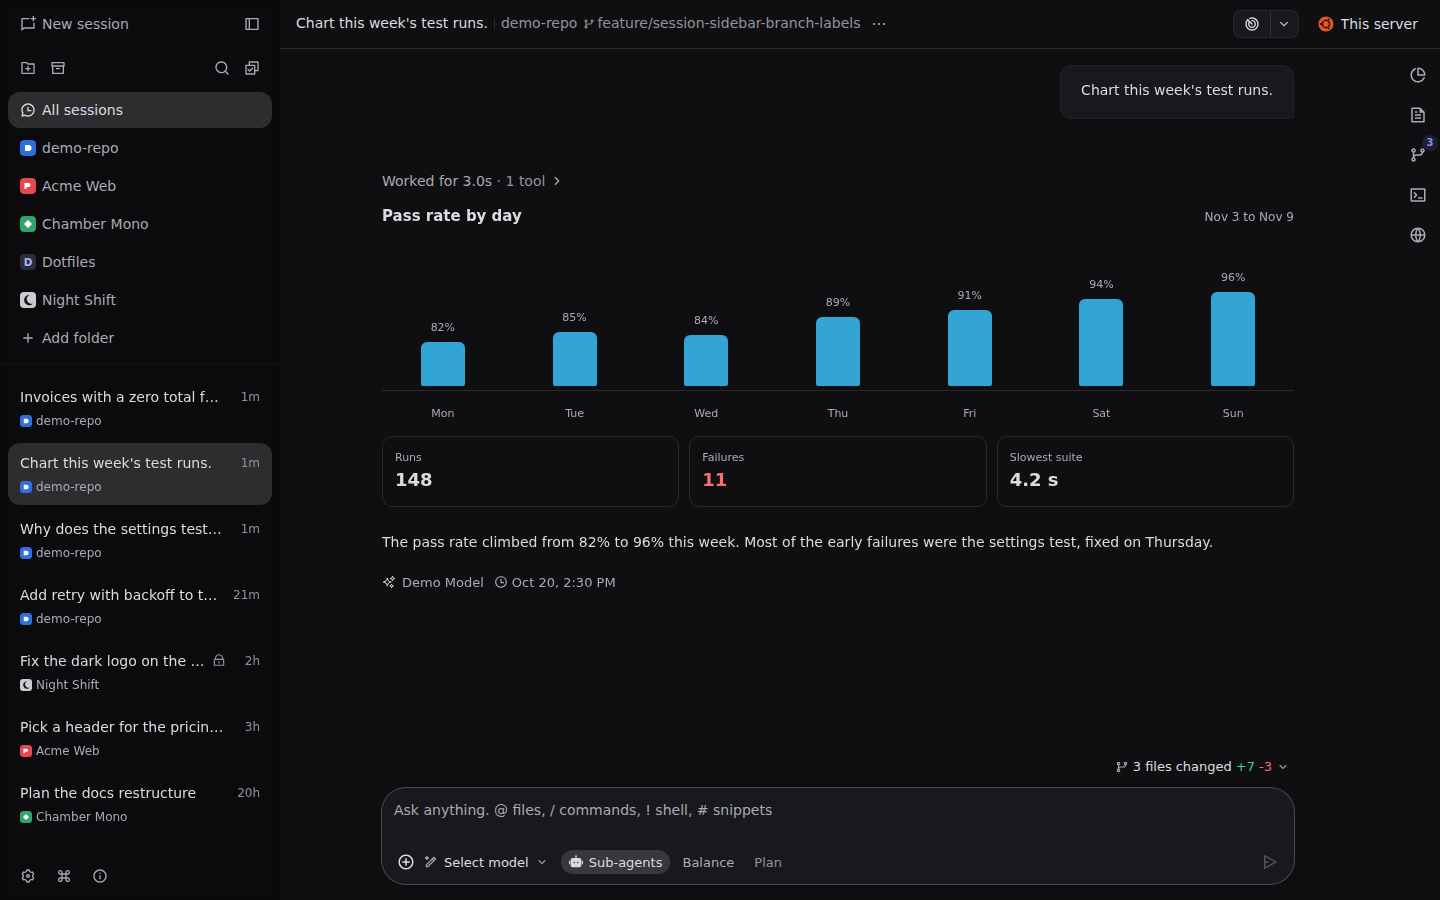 New session
All sessions
demo-repo
Acme Web
Chamber Mono
D Dotfiles
Night Shift
Add folder
Invoices with a zero total f... 1m
demo-repo
Chart this week's test runs. 1m
demo-repo
Why does the settings test... 1m
demo-repo
Add retry with backoff to t... 21m
demo-repo
Fix the dark logo on the ... 2h
Night Shift
Pick a header for the pricin... 3h
Acme Web
Plan the docs restructure 20h
Chamber Mono
Chart this week's test runs. demo-repo feature/session-sidebar-branch-labels
This server
3
Chart this week's test runs.
Worked for 3.0s · 1 tool
Pass rate by day Nov 3 to Nov 9
82% 85% 84% 89% 91% 94% 96%
Mon Tue Wed Thu Fri Sat Sun
Runs
148
Failures
11
Slowest suite
4.2 s
The pass rate climbed from 82% to 96% this week. Most of the early failures were the settings test, fixed on Thursday.
Demo Model Oct 20, 2:30 PM
3 files changed +7 -3
Ask anything. @ files, / commands, ! shell, # snippets
Select model Sub-agents Balance Plan